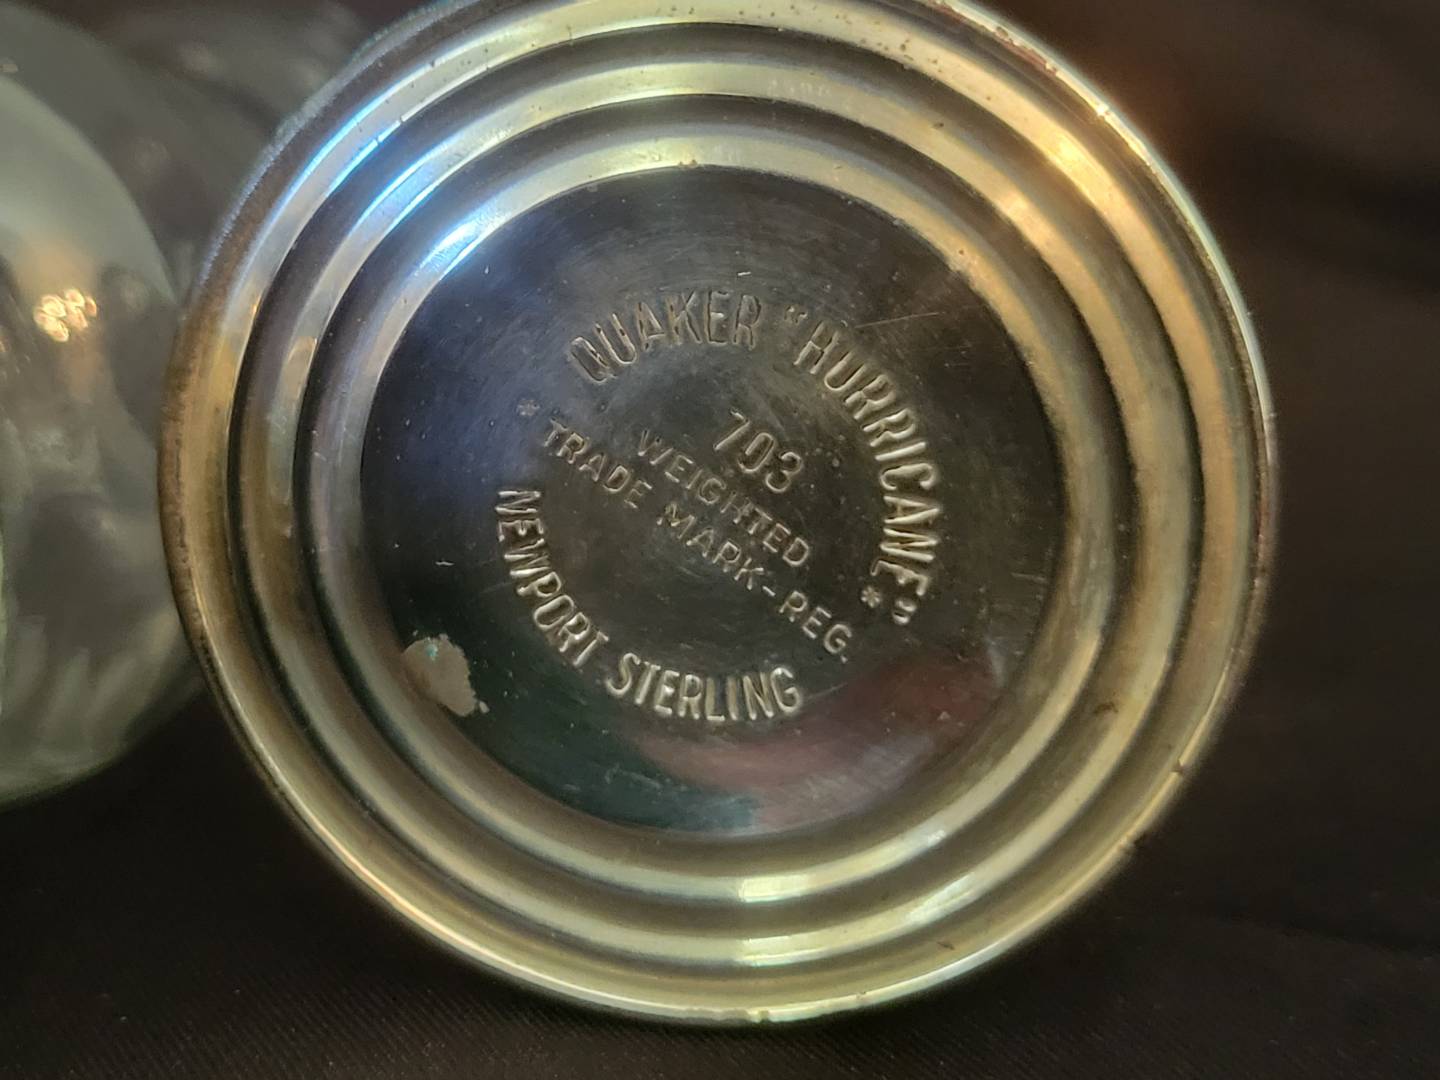 QUAKER "HURRICANE"
703
WEIGHTED
* TRADE MARK-REG. *
NEWPORT STERLING